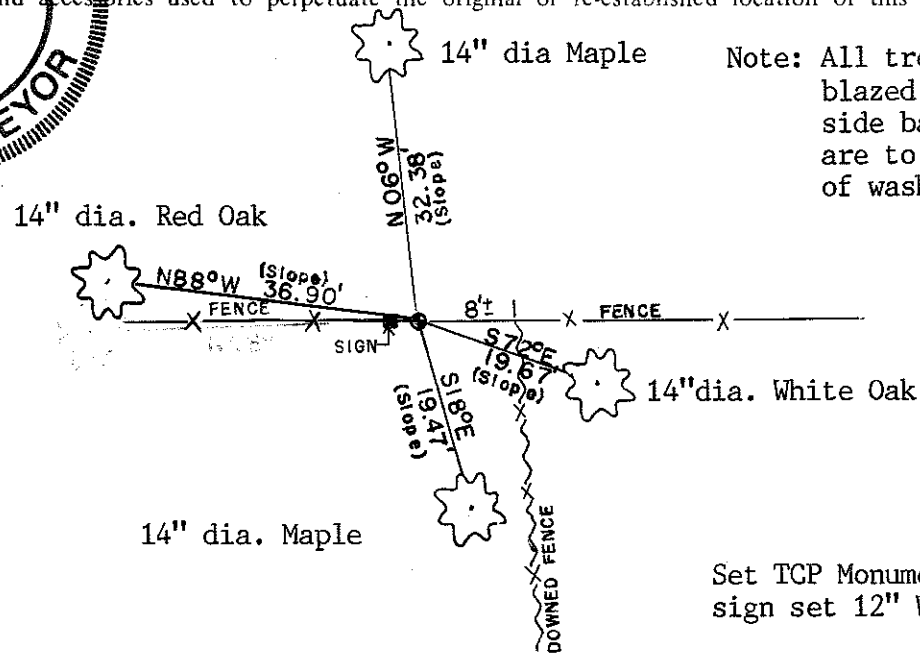 and accessories used to perpetuate the original or re-established location of this
EYOR
14" dia Maple
Note: All tre
blazed
side ba
are to
of wash
N 06° W
32.38'
(Slope)
14" dia. Red Oak
N88°W (Slope)
36.90'
FENCE
8'± FENCE
SIGN
S72°E
19.67'
(Slope)
14"dia. White Oak
S18°E
19.47'
(Slope)
14" dia. Maple
DOWNED FENCE
Set TCP Monume
sign set 12" W